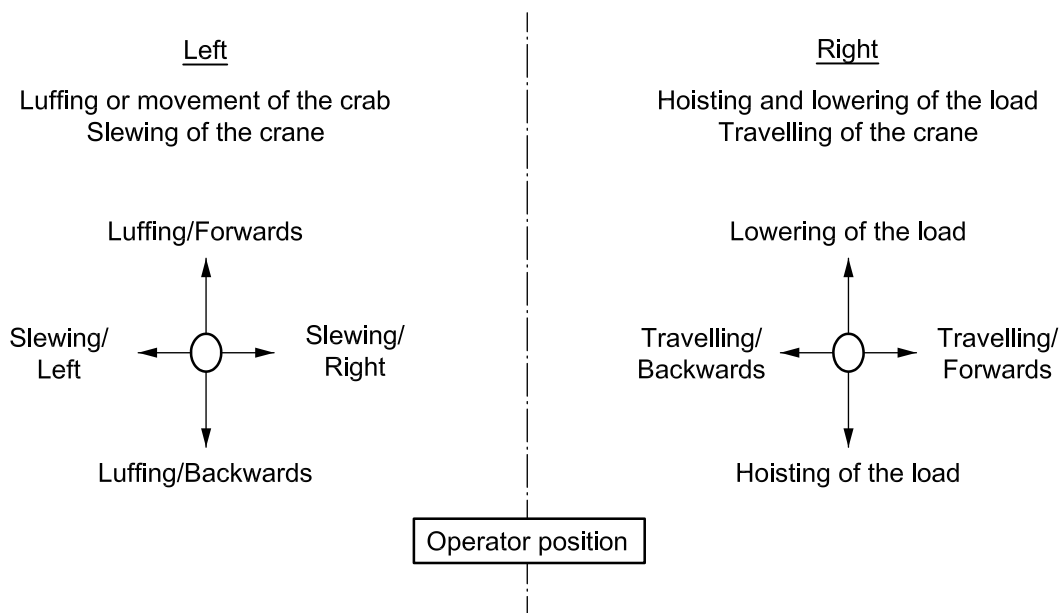 Left
Luffing or movement of the crab
Slewing of the crane
Luffing/Forwards
Slewing/
Left
Slewing/
Right
Luffing/Backwards
Right
Hoisting and lowering of the load
Travelling of the crane
Lowering of the load
Travelling/
Backwards
Travelling/
Forwards
Hoisting of the load
Operator position